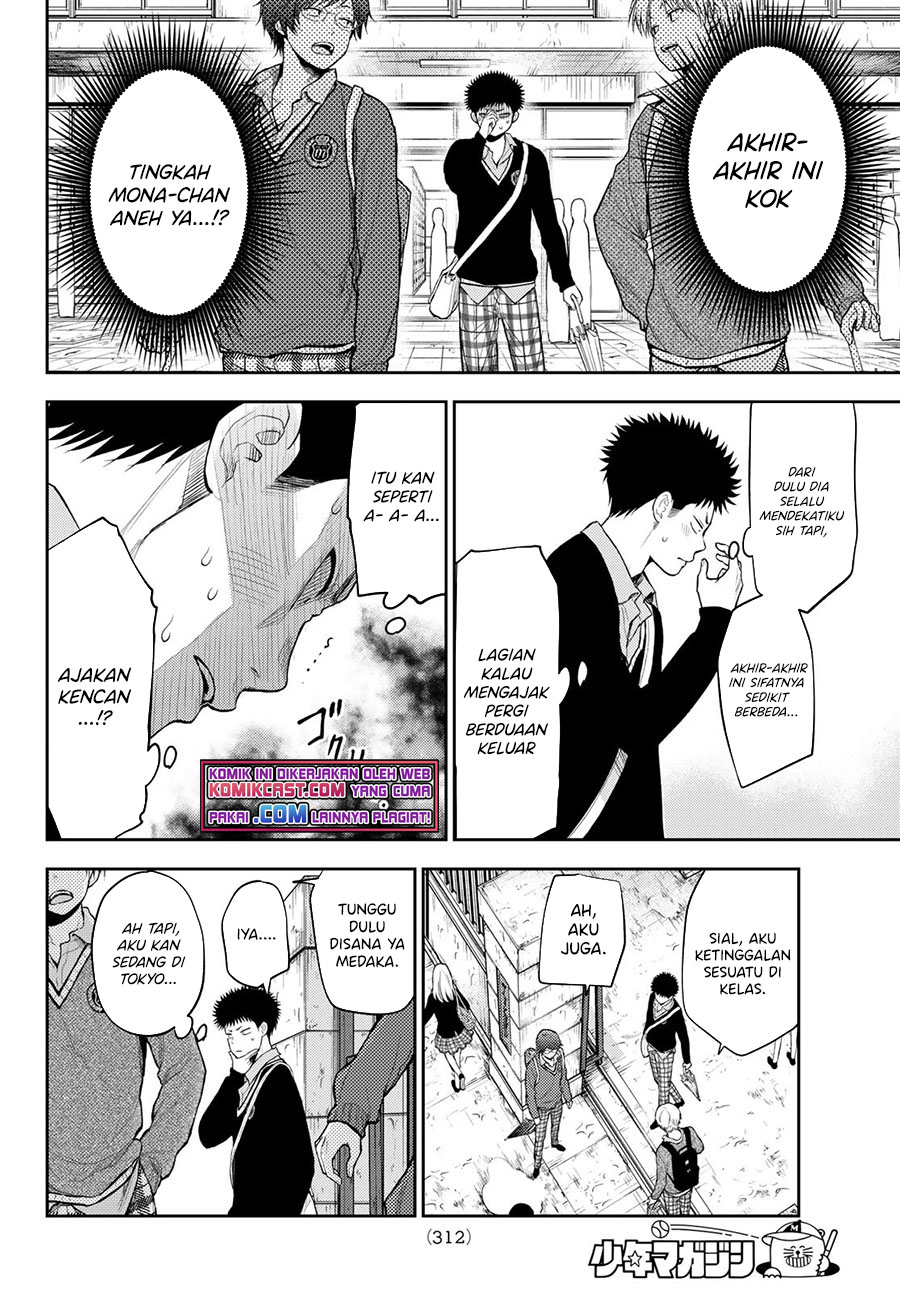 AKHIR-
AKHIR INI
KOK
TINGKAH
MONA-CHAN
ANEH YA...!?
DARI
DULU DIA
SELALU
MENDEKATIKU
SIH TAPI,
AKHIR-AKHIR
INI SIFATNYA
SEDIKIT
BERBEDA...
LAGIAN
KALAU
MENGAJAK
PERGI
BERDUAAN
KELUAR
ITU KAN
SEPERTI
A- A- A...
AJAKAN
KENCAN
....!?
ゴクッ
KOMIK INI DIKERJAKAN OLEH WEB
KOMIKCAST.COM YANG CUMA
PAKAI .COM LAINNYA PLAGIAT!
SIAL, AKU
KETINGGALAN
SESUATU DI
KELAS.
AH,
AKU
JUGA.
TUNGGU
DULU
DISANA YA
MEDAKA.
IYA....
AH TAPI,
AKU KAN
SEDANG DI
TOKYO...
(312)
少年マガジン
M